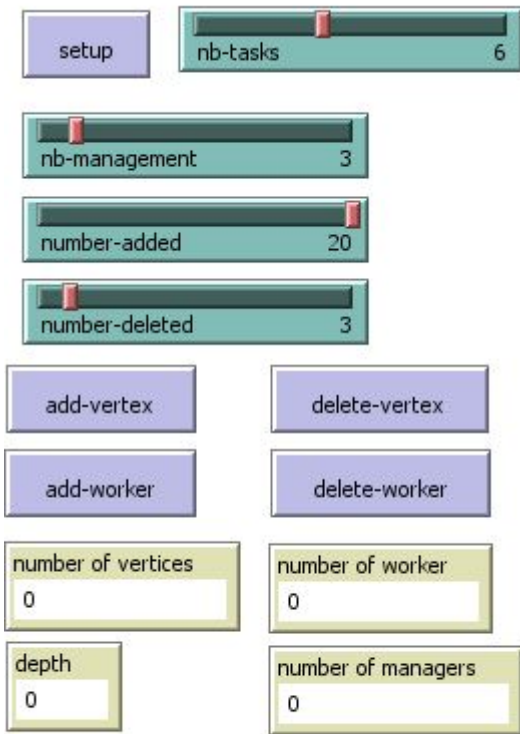 setup
nb-tasks 6
nb-management 3
number-added 20
number-deleted 3
add-vertex delete-vertex
add-worker delete-worker
number of vertices number of worker
0 0
depth number of managers
0 0